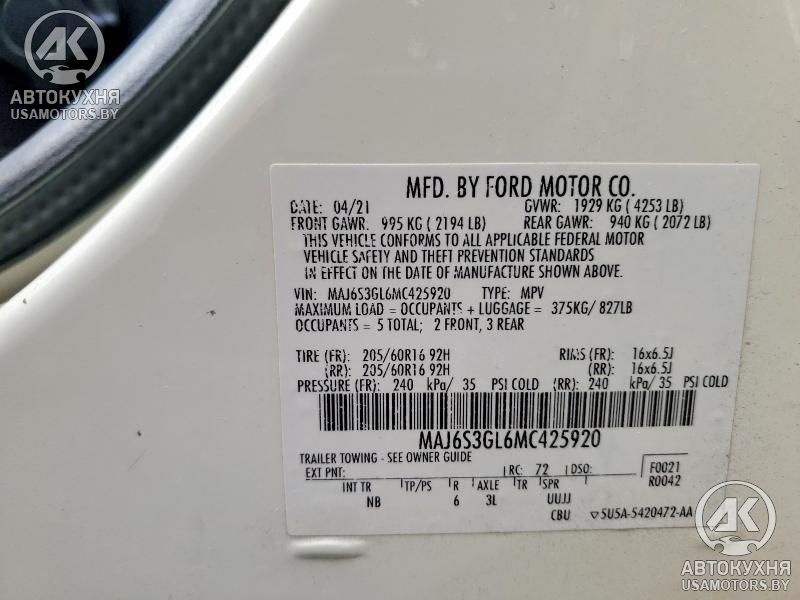 АК
АВТОКУХНЯ
USAMOTORS.BY
MFD. BY FORD MOTOR CO.
DATE: 04/21 GVWR: 1929 KG ( 4253 LB)
FRONT GAWR: 995 KG ( 2194 LB) REAR GAWR: 940 KG ( 2072 LB)
THIS VEHICLE CONFORMS TO ALL APPLICABLE FEDERAL MOTOR
VEHICLE SAFETY AND THEFT PREVENTION STANDARDS
IN EFFECT ON THE DATE OF MANUFACTURE SHOWN ABOVE.
VIN: MAJ6S3GL6MC425920 TYPE: MPV
MAXIMUM LOAD = OCCUPANTS + LUGGAGE = 375KG/ 827LB
OCCUPANTS = 5 TOTAL; 2 FRONT, 3 REAR
TIRE (FR): 205/60R16 92H RIMS (FR): 16x6.5J
(RR): 205/60R16 92H (RR): 16x6.5J
PRESSURE (FR): 240 kPa/ 35 PSI COLD (RR): 240 kPa/ 35 PSI COLD
MAJ6S3GL6MC425920
TRAILER TOWING - SEE OWNER GUIDE
EXT PNT: RC: 72 DSO: F0021
R0042
INT TR TP/PS R AXLE TR SPR
NB 6 3L UUJJ
CBU ▽5U5A-5420472-AA
АК
АВТОКУХНЯ
USAMOTORS.BY